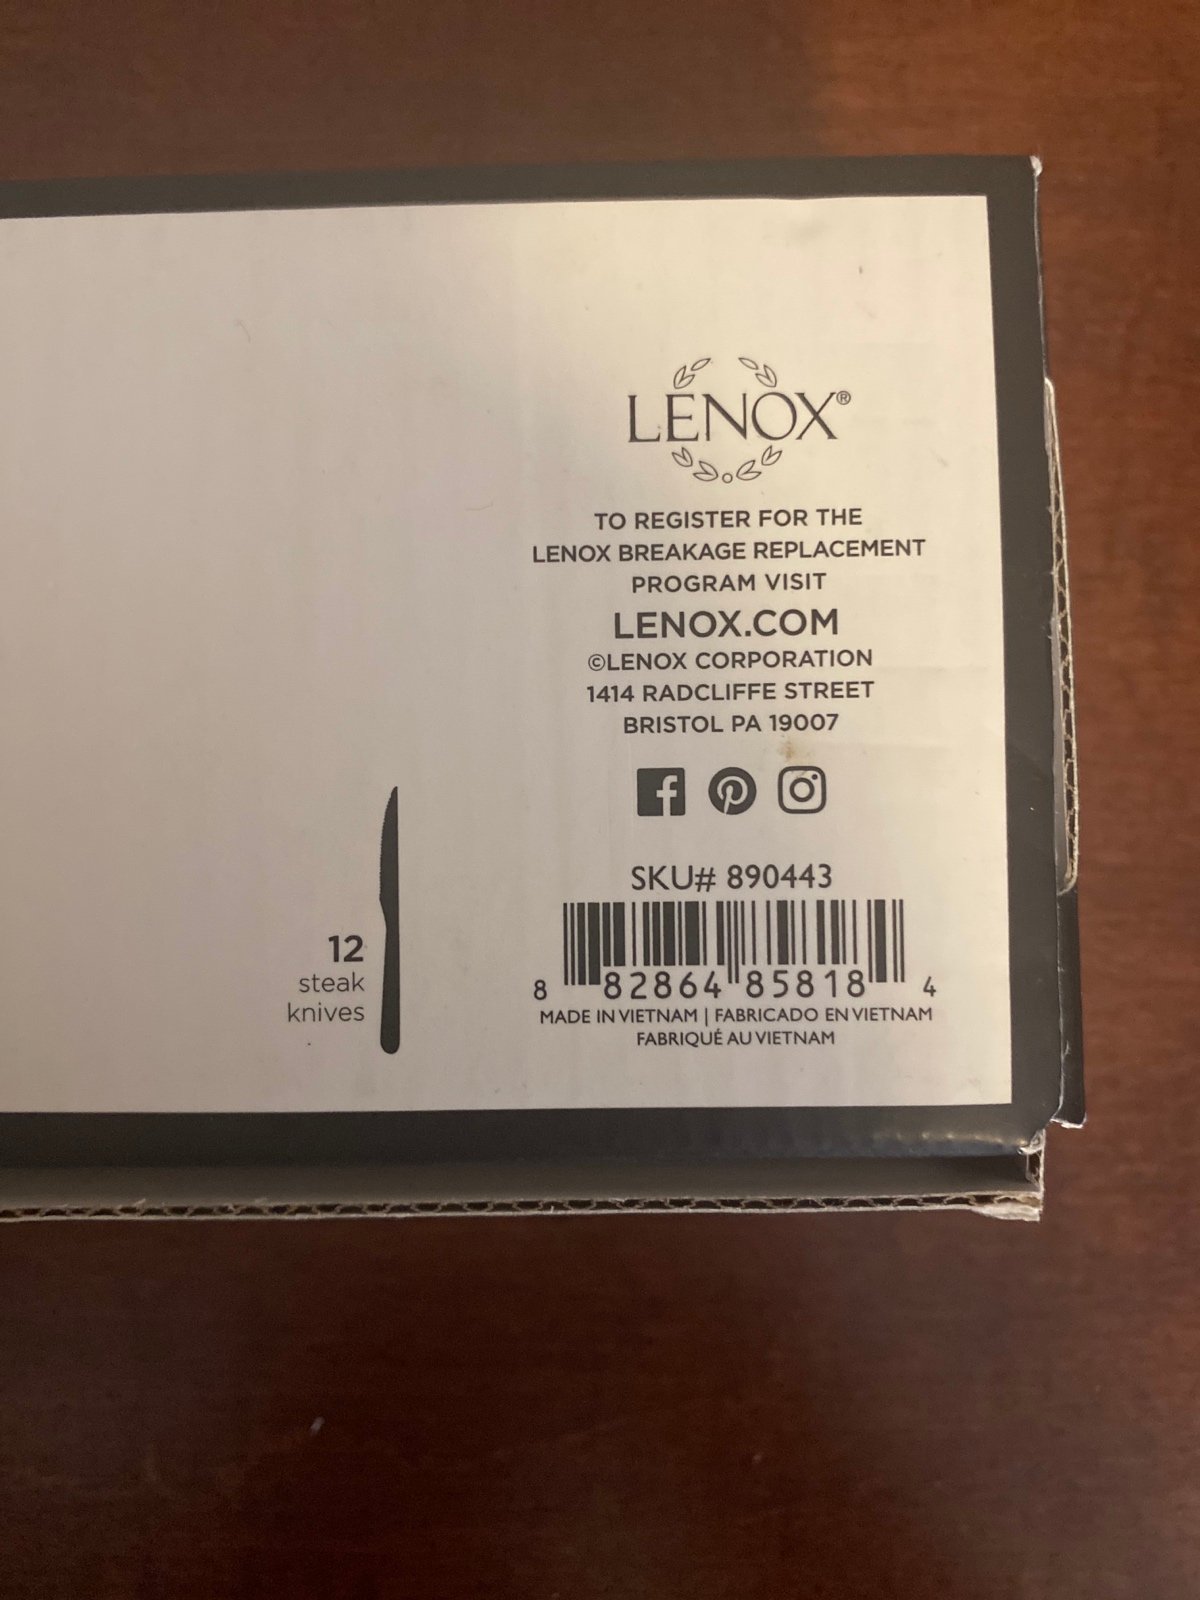 LENOX®
TO REGISTER FOR THE
LENOX BREAKAGE REPLACEMENT
PROGRAM VISIT
LENOX.COM
©LENOX CORPORATION
1414 RADCLIFFE STREET
BRISTOL PA 19007
SKU# 890443
8 82864 85818 4
MADE IN VIETNAM | FABRICADO EN VIETNAM
FABRIQUÉ AU VIETNAM
12
steak
knives